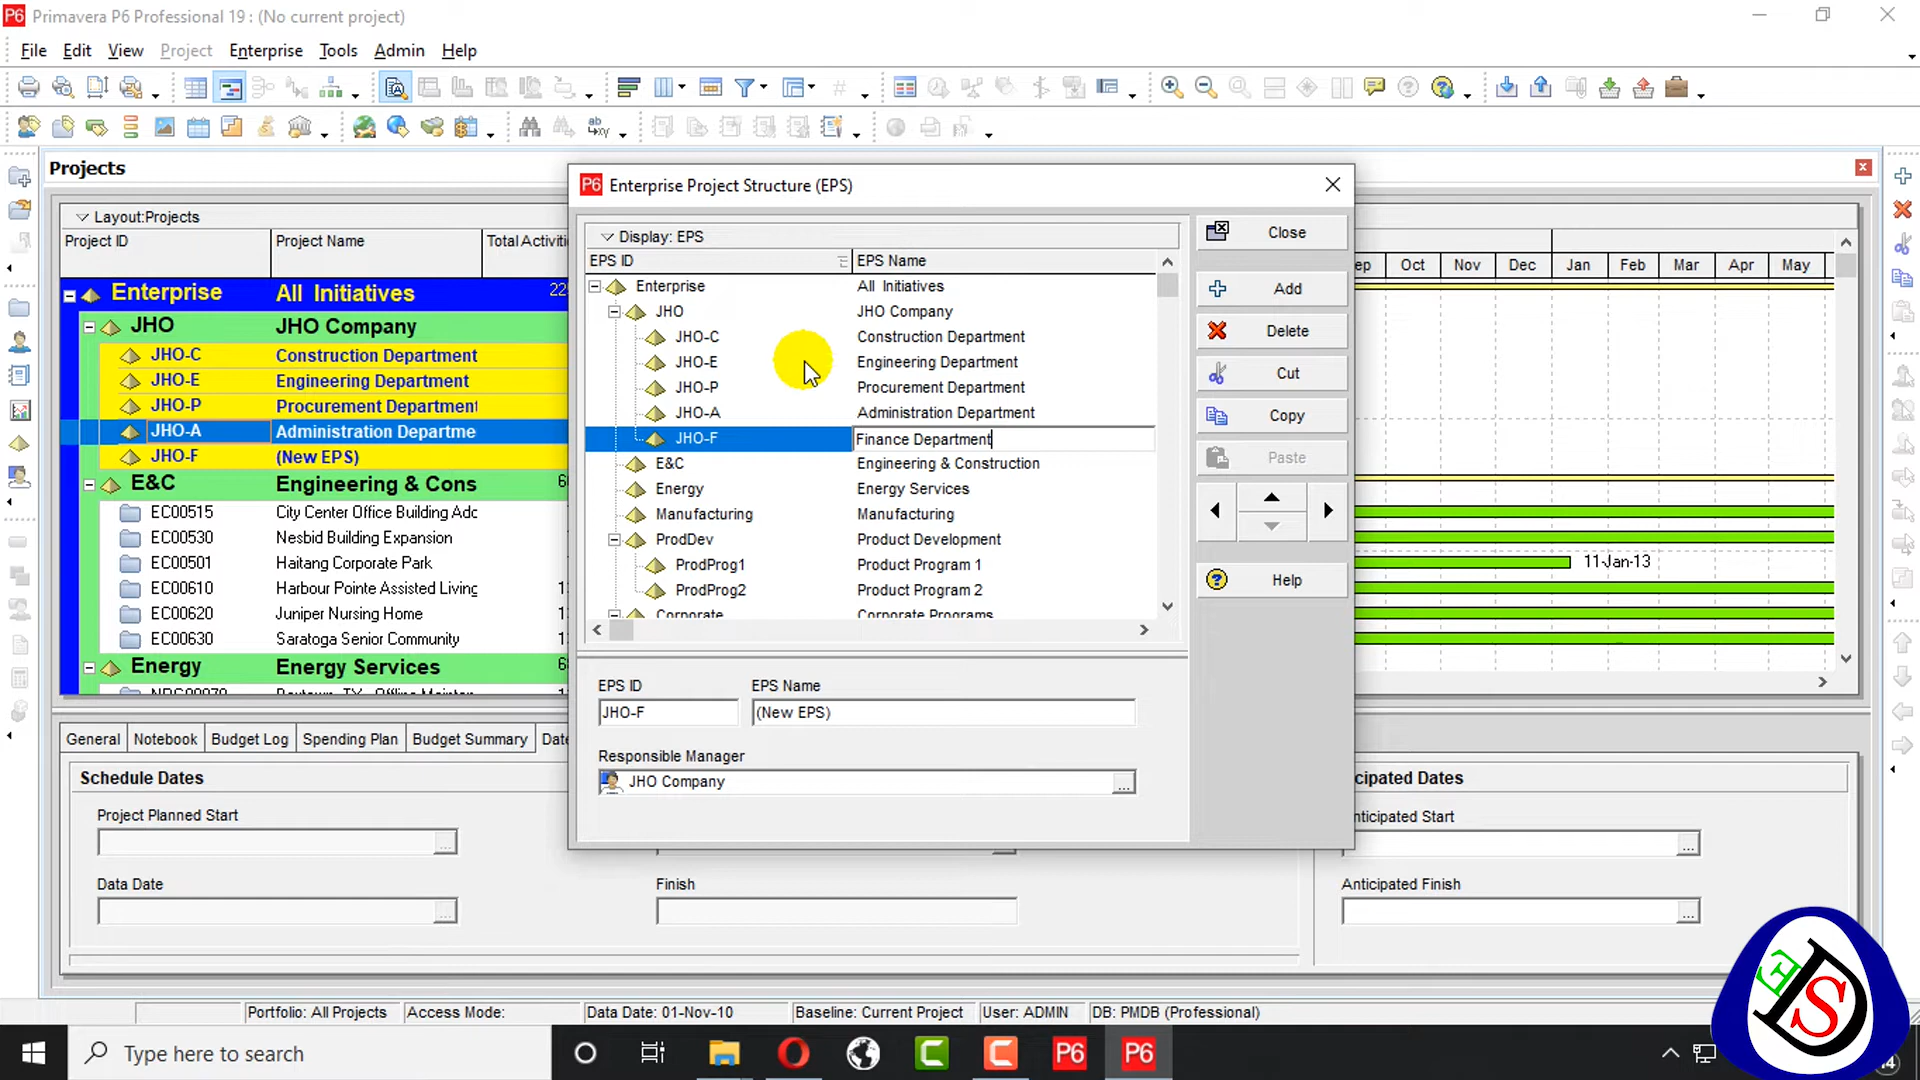 Primavera P6 Professional 19 : (No current project)
File Edit View Project Enterprise Tools Admin Help
Projects
Layout:Projects
Project ID Project Name Total Activiti
Enterprise All Initiatives
JHO JHO Company
JHO-C Construction Department
JHO-E Engineering Department
JHO-P Procurement Department
JHO-A Administration Departme
JHO-F (New EPS)
E&C Engineering & Cons
EC00515 City Center Office Building Adc
EC00530 Nesbid Building Expansion
EC00501 Haitang Corporate Park
EC00610 Harbour Pointe Assisted Living
EC00620 Juniper Nursing Home
EC00630 Saratoga Senior Community
Energy Energy Services
Oct Nov Dec Jan Feb Mar Apr May
11-Jan-13
Enterprise Project Structure (EPS)
Display: EPS
EPS ID EPS Name
Enterprise All Initiatives
JHO JHO Company
JHO-C Construction Department
JHO-E Engineering Department
JHO-P Procurement Department
JHO-A Administration Department
JHO-F Finance Department
E&C Engineering & Construction
Energy Energy Services
Manufacturing Manufacturing
ProdDev Product Development
ProdProg1 Product Program 1
ProdProg2 Product Program 2
Corporate Corporate Programs
Close
Add
Delete
Cut
Copy
Paste
Help
EPS ID EPS Name
JHO-F (New EPS)
Responsible Manager
JHO Company
General Notebook Budget Log Spending Plan Budget Summary Date
Schedule Dates
Project Planned Start
Data Date
Finish
cipated Dates
nticipated Start
Anticipated Finish
Portfolio: All Projects Access Mode: Data Date: 01-Nov-10 Baseline: Current Project User: ADMIN DB: PMDB (Professional)
Type here to search